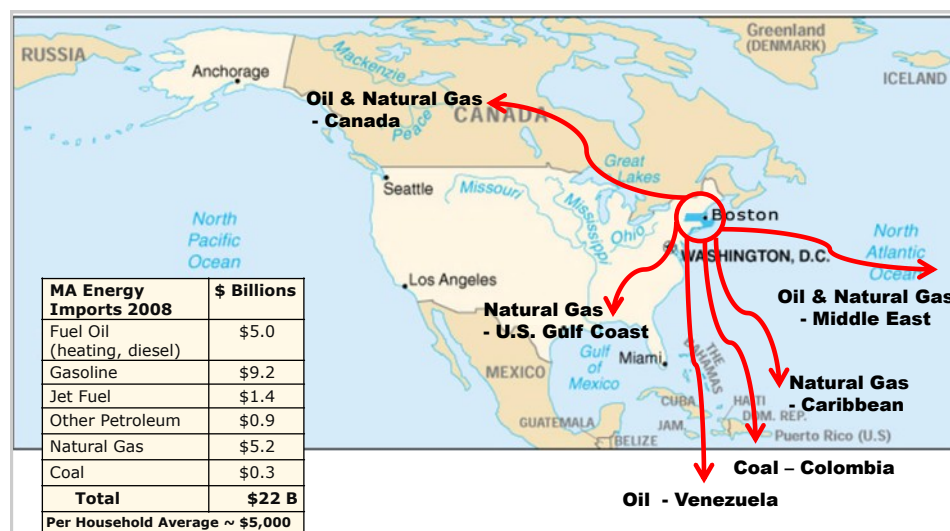 Greenland
(DENMARK)
RUSSIA
Anchorage
Mackenzie
ICELAND
Oil & Natural Gas
- Canada
Peace
CANADA
Great
Lakes
Seattle
Missouri
Mississippi
Ohio
Boston
North
Pacific
Ocean
North
Atlantic
Ocean
WASHINGTON, D.C.
Los Angeles
Oil & Natural Gas
- Middle East
Natural Gas
- U.S. Gulf Coast
MEXICO
Gulf
of
Mexico
Miami
THE
BAHAMAS
Natural Gas
- Caribbean
CUBA
HAITI
DOM. REP.
JAM.
GUATEMALA
BELIZE
Puerto Rico (U.S)
Coal – Colombia
Oil - Venezuela
MA Energy Imports 2008 $ Billions
Fuel Oil (heating, diesel) $5.0
Gasoline $9.2
Jet Fuel $1.4
Other Petroleum $0.9
Natural Gas $5.2
Coal $0.3
Total $22 B
Per Household Average ~ $5,000